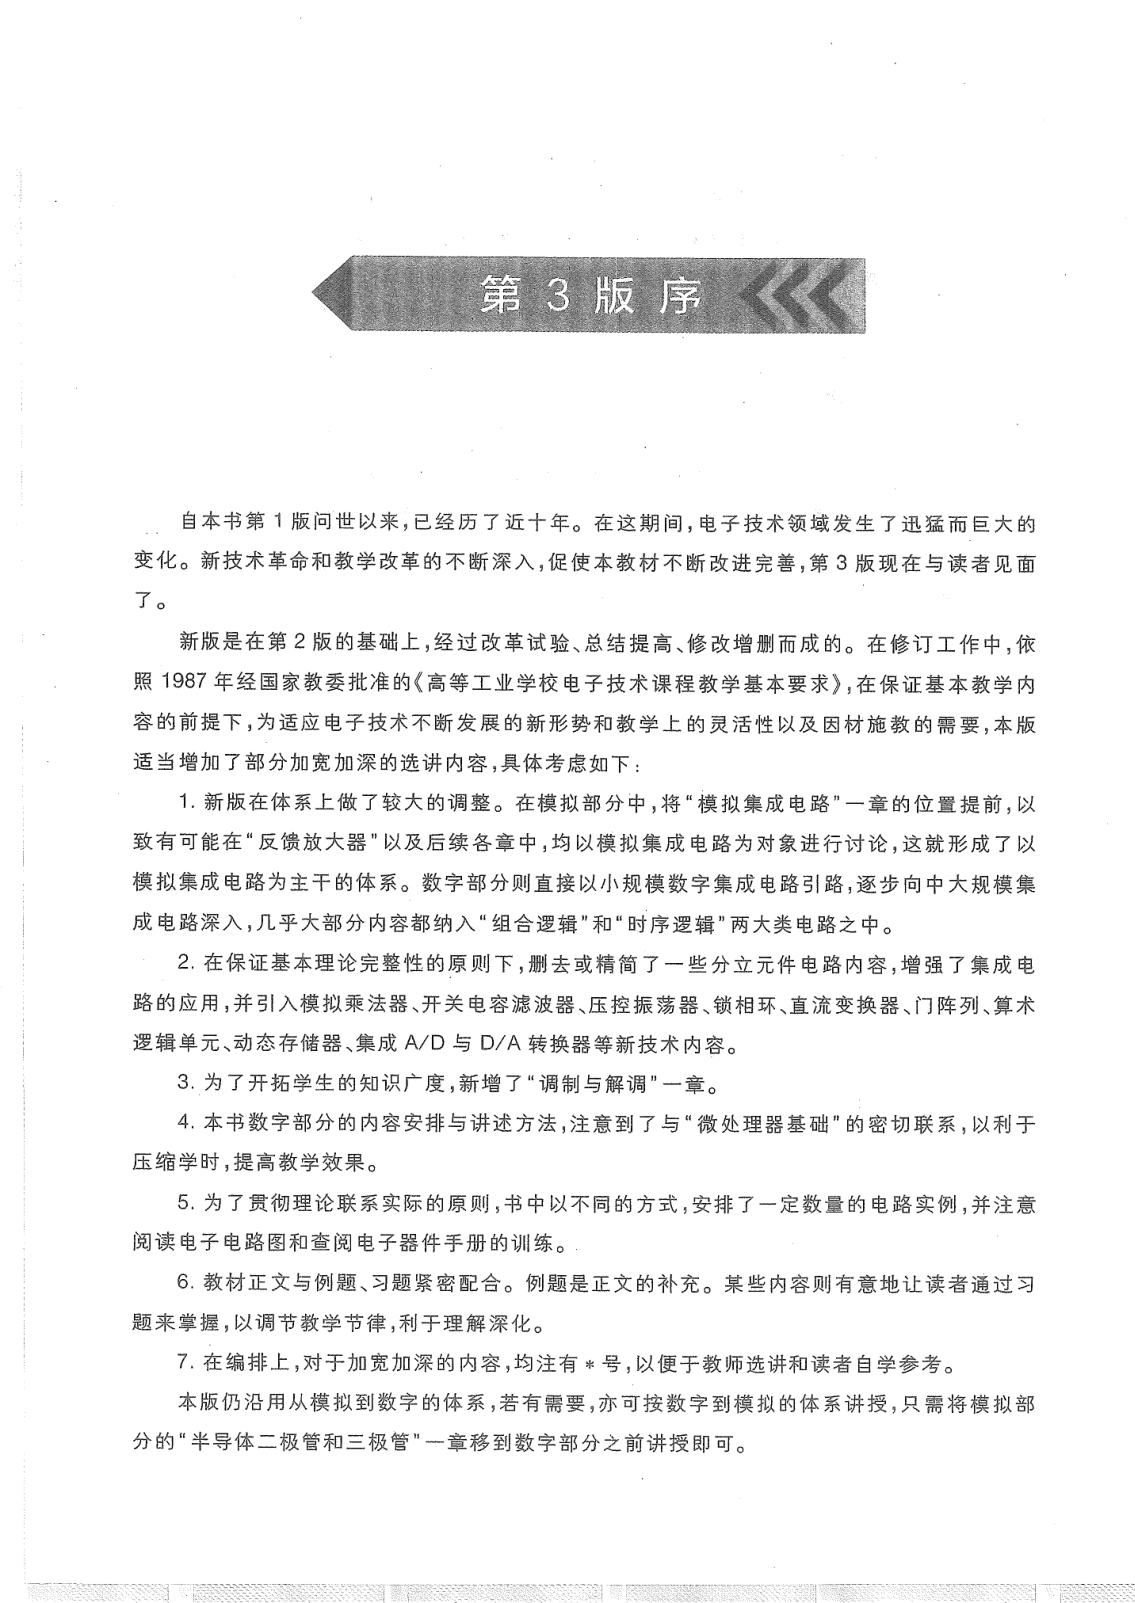 第3版序
自本书第1版问世以来,已经历了近十年。在这期间,电子技术领域发生了迅猛而巨大的
变化。新技术革命和教学改革的不断深入,促使本教材不断改进完善,第3版现在与读者见面
了。
新版是在第2版的基础上,经过改革试验、总结提高、修改增删而成的。在修订工作中,依
照1987年经国家教委批准的《高等工业学校电子技术课程教学基本要求》,在保证基本教学内
容的前提下,为适应电子技术不断发展的新形势和教学上的灵活性以及因材施教的需要,本版
适当增加了部分加宽加深的选讲内容,具体考虑如下:
1. 新版在体系上做了较大的调整。在模拟部分中,将“模拟集成电路”一章的位置提前,以
致有可能在“反馈放大器”以及后续各章中,均以模拟集成电路为对象进行讨论,这就形成了以
模拟集成电路为主干的体系。数字部分则直接以小规模数字集成电路引路,逐步向中大规模集
成电路深入,几乎大部分内容都纳入“组合逻辑”和“时序逻辑”两大类电路之中。
2. 在保证基本理论完整性的原则下,删去或精简了一些分立元件电路内容,增强了集成电
路的应用,并引入模拟乘法器、开关电容滤波器、压控振荡器、锁相环、直流变换器、门阵列、算术
逻辑单元、动态存储器、集成A/D与D/A转换器等新技术内容。
3. 为了开拓学生的知识广度,新增了“调制与解调”一章。
4. 本书数字部分的内容安排与讲述方法,注意到了与“微处理器基础”的密切联系,以利于
压缩学时,提高教学效果。
5. 为了贯彻理论联系实际的原则,书中以不同的方式,安排了一定数量的电路实例,并注意
阅读电子电路图和查阅电子器件手册的训练。
6. 教材正文与例题、习题紧密配合。例题是正文的补充。某些内容则有意地让读者通过习
题来掌握,以调节教学节律,利于理解深化。
7. 在编排上,对于加宽加深的内容,均注有*号,以便于教师选讲和读者自学参考。
本版仍沿用从模拟到数字的体系,若有需要,亦可按数字到模拟的体系讲授,只需将模拟部
分的“半导体二极管和三极管”一章移到数字部分之前讲授即可。